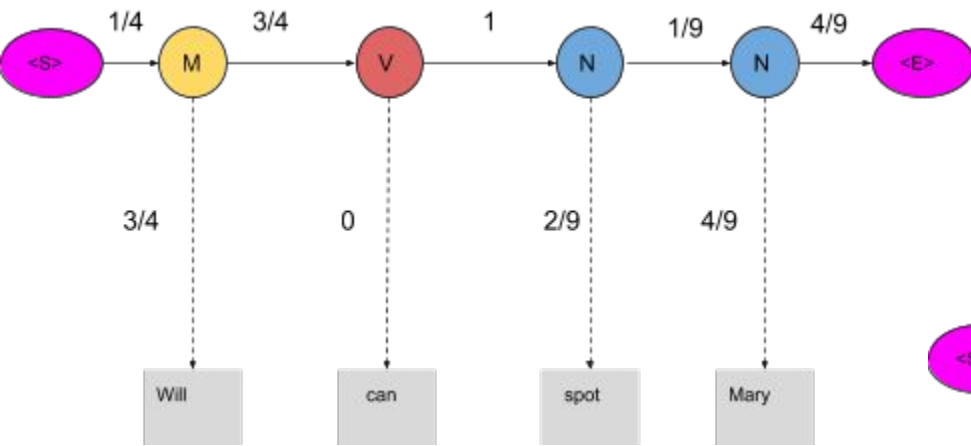 1/4 3/4 1 1/9 4/9
<S> M V N N <E>
3/4 0 2/9 4/9
Will can spot Mary